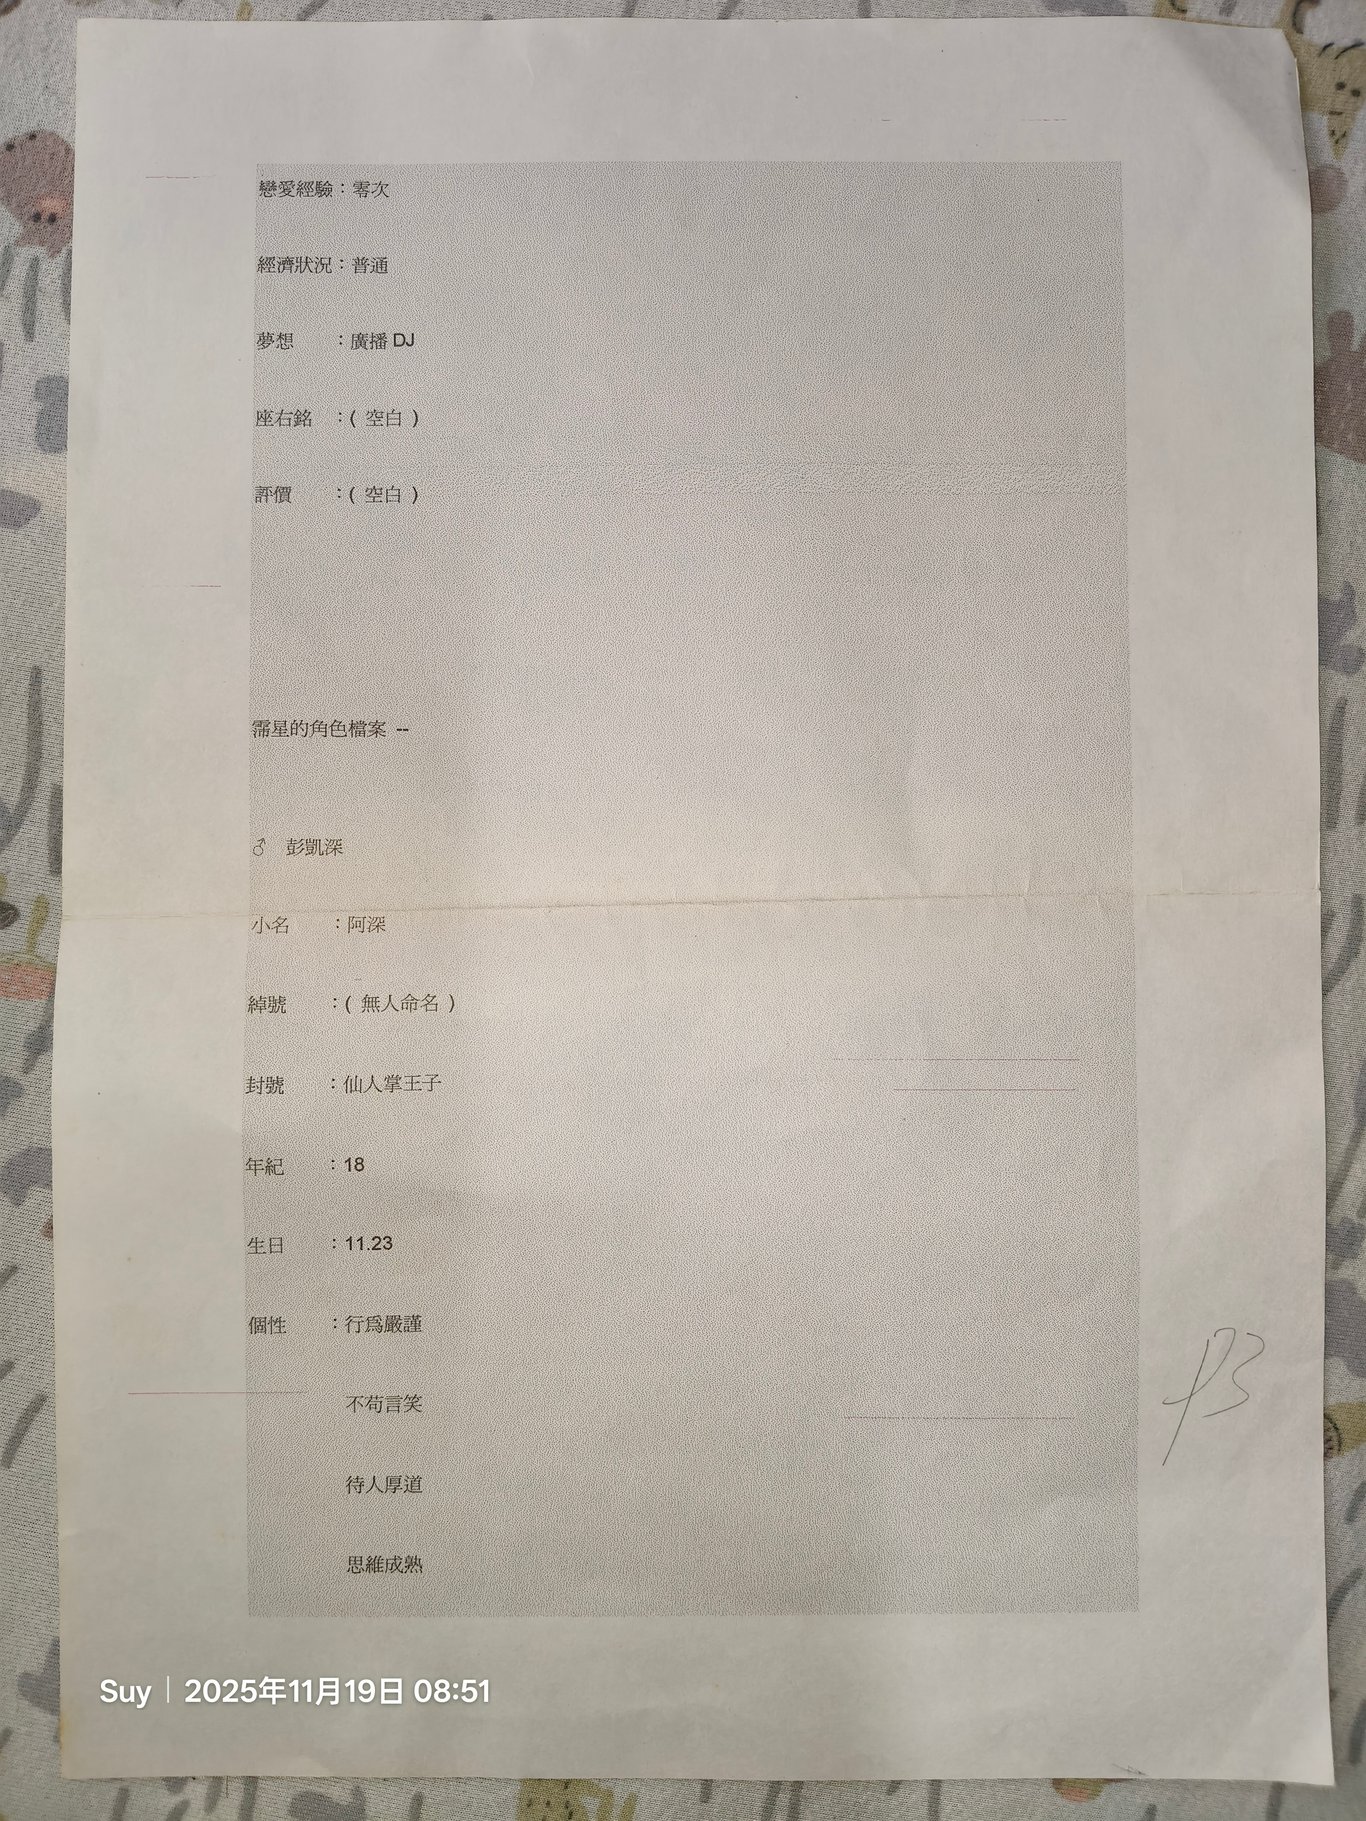 戀愛經驗：零次
經濟狀況：普通
夢想　　：廣播 DJ
座右銘　：( 空白 )
評價　　：( 空白 )
霈星的角色檔案 --
♂　彭凱深
小名　　：阿深
綽號　　：( 無人命名 )
封號　　：仙人掌王子
年紀　　：18
生日　　：11.23
個性　　：行為嚴謹
不苟言笑
待人厚道
思維成熟
P3
Suy｜2025年11月19日 08:51